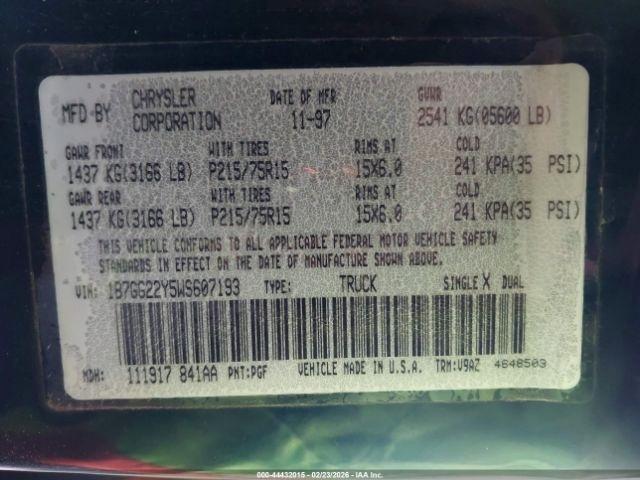 MFD BY CHRYSLER CORPORATION DATE OF MFR 11-97 GVWR 2541 KG(05600 LB)
GAWR FRONT WITH TIRES RIMS AT COLD
1437 KG(3166 LB) P215/75R15 15X6.0 241 KPA(35 PSI)
GAWR REAR WITH TIRES RIMS AT COLD
1437 KG(3166 LB) P215/75R15 15X6.0 241 KPA(35 PSI)
THIS VEHICLE CONFORMS TO ALL APPLICABLE FEDERAL MOTOR VEHICLE SAFETY
STANDARDS IN EFFECT ON THE DATE OF MANUFACTURE SHOWN ABOVE.
VIN: 1B7GG22Y5WS607193 TYPE: TRUCK SINGLE X DUAL
MDH: 111917 841AA PNT:PGF VEHICLE MADE IN U.S.A. TRM:V9AZ 4648503
000-44432015 - 02/23/2026 - IAA Inc.